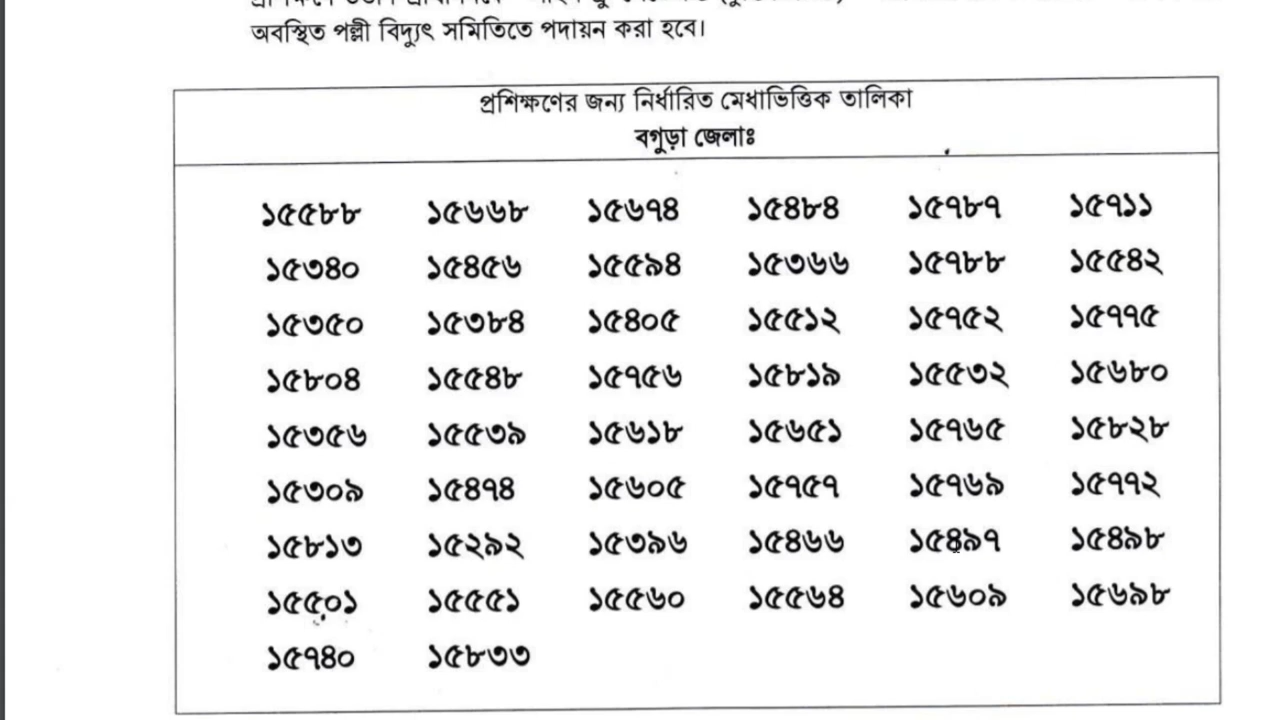 অবস্থিত পল্লী বিদ্যুৎ সমিতিতে পদায়ন করা হবে।
প্রশিক্ষণের জন্য নির্ধারিত মেধাভিত্তিক তালিকা
বগুড়া জেলাঃ
১৫৫৮৮ ১৫৬৬৮ ১৫৬৭৪ ১৫৪৮৪ ১৫৭৮৭ ১৫৭১১
১৫৩৪০ ১৫৪৫৬ ১৫৫৯৪ ১৫৩৬৬ ১৫৭৮৮ ১৫৫৪২
১৫৩৫০ ১৫৩৮৪ ১৫৪০৫ ১৫৫১২ ১৫৭৫২ ১৫৭৭৫
১৫৮০৪ ১৫৫৪৮ ১৫৭৫৬ ১৫৮১৯ ১৫৫৩২ ১৫৬৮০
১৫৩৫৬ ১৫৫৩৯ ১৫৬১৮ ১৫৬৫১ ১৫৭৬৫ ১৫৮২৮
১৫৩০৯ ১৫৪৭৪ ১৫৬০৫ ১৫৭৫৭ ১৫৭৬৯ ১৫৭৭২
১৫৮১৩ ১৫২৯২ ১৫৩৯৬ ১৫৪৬৬ ১৫৪৯৭ ১৫৪৯৮
১৫৫০১ ১৫৫৫১ ১৫৫৬০ ১৫৫৬৪ ১৫৬০৯ ১৫৬৯৮
১৫৭৪০ ১৫৮৩৩